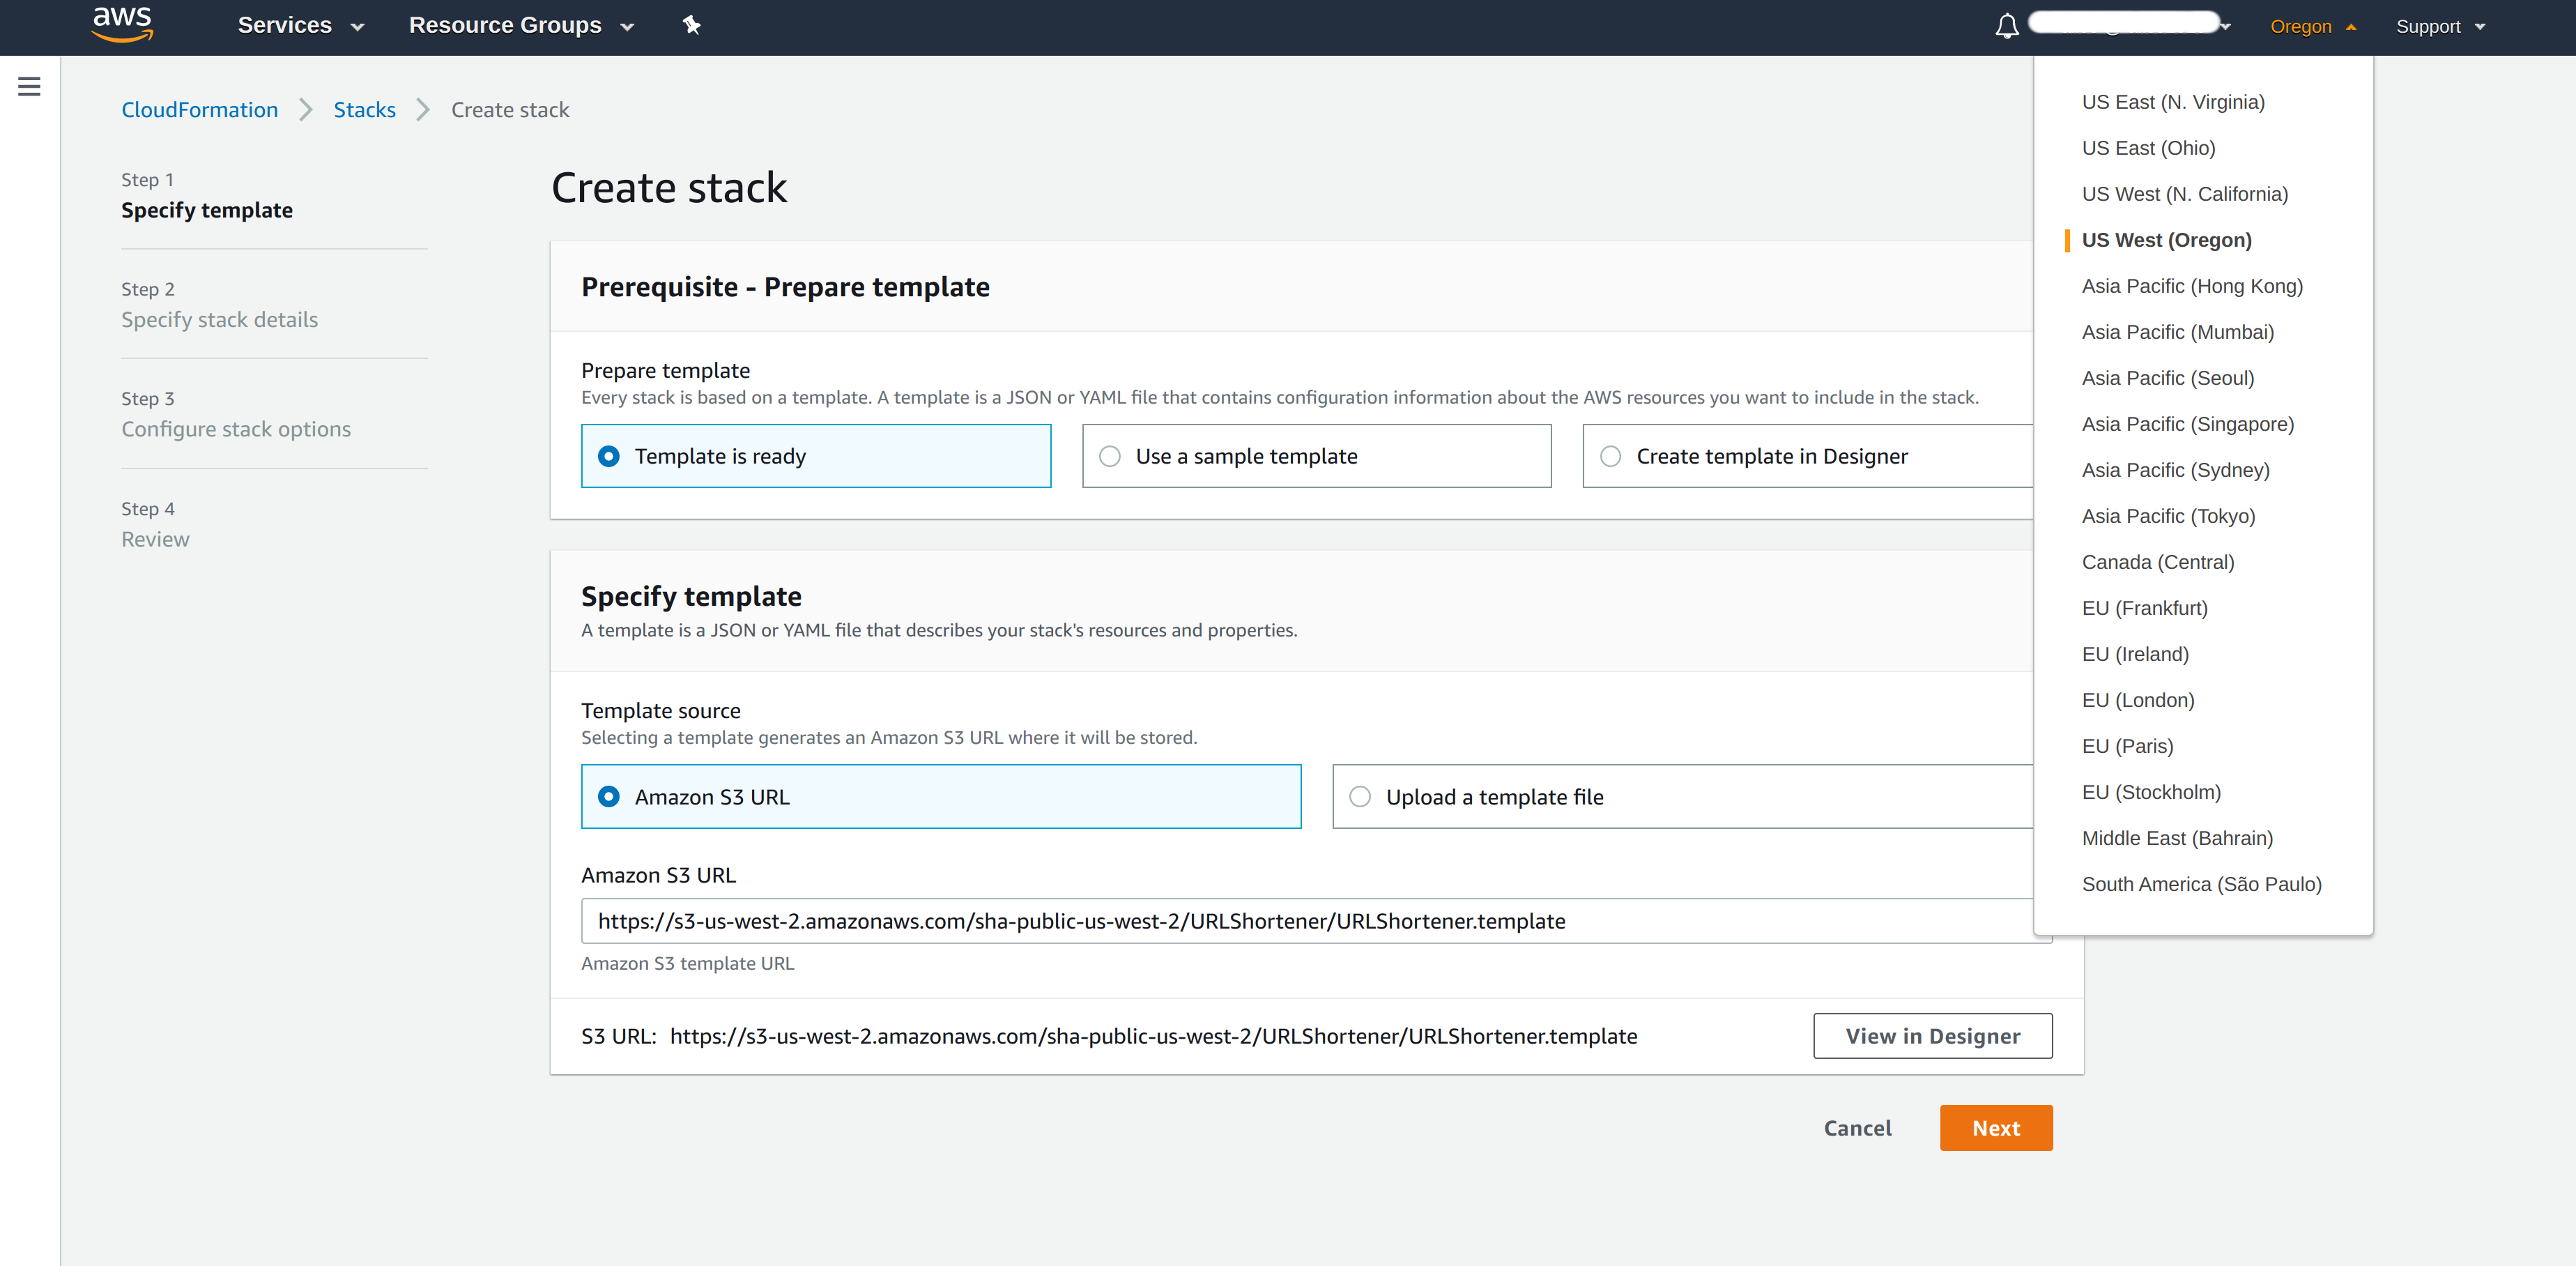 aws
Services
Resource Groups
Oregon
Support
CloudFormation
Stacks
Create stack
Step 1
Specify template
Step 2
Specify stack details
Step 3
Configure stack options
Step 4
Review
Create stack
Prerequisite - Prepare template
Prepare template
Every stack is based on a template. A template is a JSON or YAML file that contains configuration information about the AWS resources you want to include in the stack.
Template is ready
Use a sample template
Create template in Designer
Specify template
A template is a JSON or YAML file that describes your stack's resources and properties.
Template source
Selecting a template generates an Amazon S3 URL where it will be stored.
Amazon S3 URL
Upload a template file
Amazon S3 URL
https://s3-us-west-2.amazonaws.com/sha-public-us-west-2/URLShortener/URLShortener.template
Amazon S3 template URL
S3 URL: https://s3-us-west-2.amazonaws.com/sha-public-us-west-2/URLShortener/URLShortener.template
View in Designer
Cancel
Next
US East (N. Virginia)
US East (Ohio)
US West (N. California)
US West (Oregon)
Asia Pacific (Hong Kong)
Asia Pacific (Mumbai)
Asia Pacific (Seoul)
Asia Pacific (Singapore)
Asia Pacific (Sydney)
Asia Pacific (Tokyo)
Canada (Central)
EU (Frankfurt)
EU (Ireland)
EU (London)
EU (Paris)
EU (Stockholm)
Middle East (Bahrain)
South America (São Paulo)